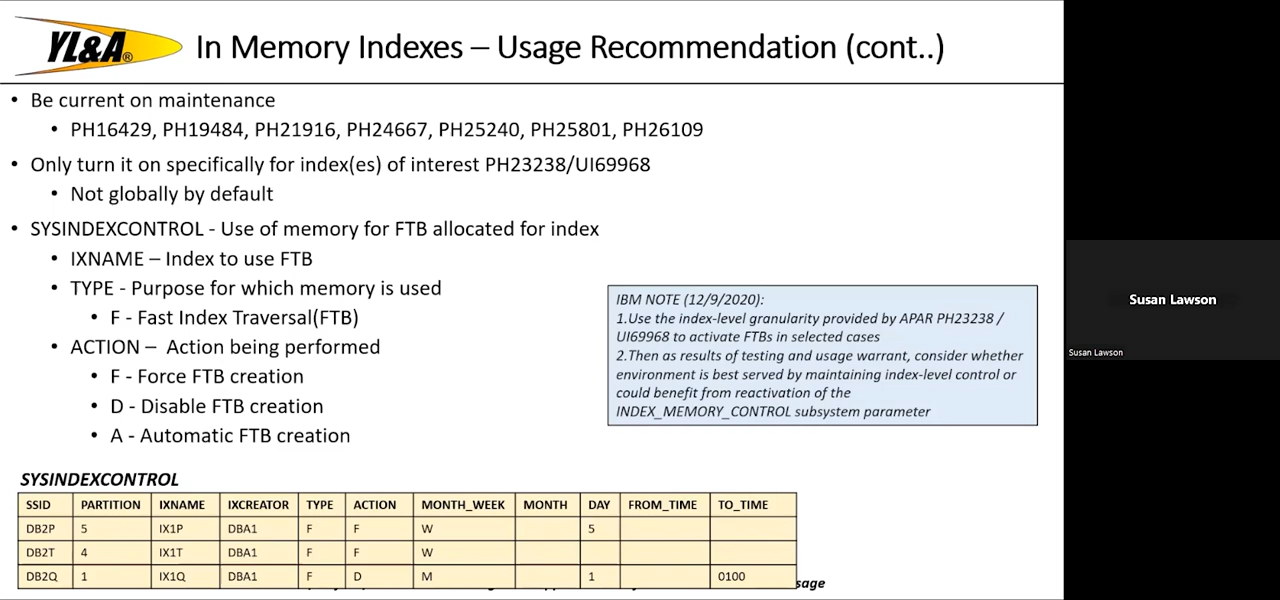 YL&A®
In Memory Indexes – Usage Recommendation (cont..)
• Be current on maintenance
• PH16429, PH19484, PH21916, PH24667, PH25240, PH25801, PH26109
• Only turn it on specifically for index(es) of interest PH23238/UI69968
• Not globally by default
• SYSINDEXCONTROL - Use of memory for FTB allocated for index
• IXNAME – Index to use FTB
• TYPE - Purpose for which memory is used
• F - Fast Index Traversal(FTB)
• ACTION – Action being performed
• F - Force FTB creation
• D - Disable FTB creation
• A - Automatic FTB creation
IBM NOTE (12/9/2020):
1.Use the index-level granularity provided by APAR PH23238 /
UI69968 to activate FTBs in selected cases
2.Then as results of testing and usage warrant, consider whether
environment is best served by maintaining index-level control or
could benefit from reactivation of the
INDEX_MEMORY_CONTROL subsystem parameter
SYSINDEXCONTROL
SSID PARTITION IXNAME IXCREATOR TYPE ACTION MONTH_WEEK MONTH DAY FROM_TIME TO_TIME
DB2P 5 IX1P DBA1 F F W 5
DB2T 4 IX1T DBA1 F F W
DB2Q 1 IX1Q DBA1 F D M 1 0100
Susan Lawson
Susan Lawson